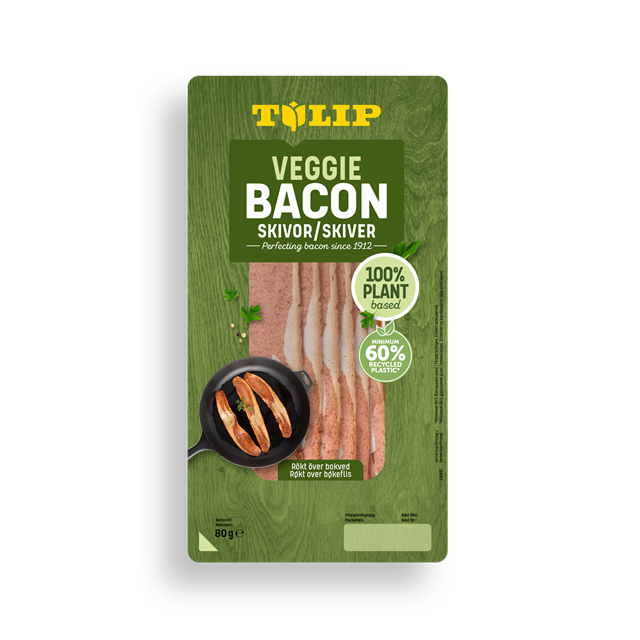 TULIP
VEGGIE
BACON
SKIVOR/SKIVER
Perfecting bacon since 1912
100%
PLANT
based
MINIMUM
60%
RECYCLED
PLASTIC*
Rökt över bokved
Røkt over bøkeflis
80g℮